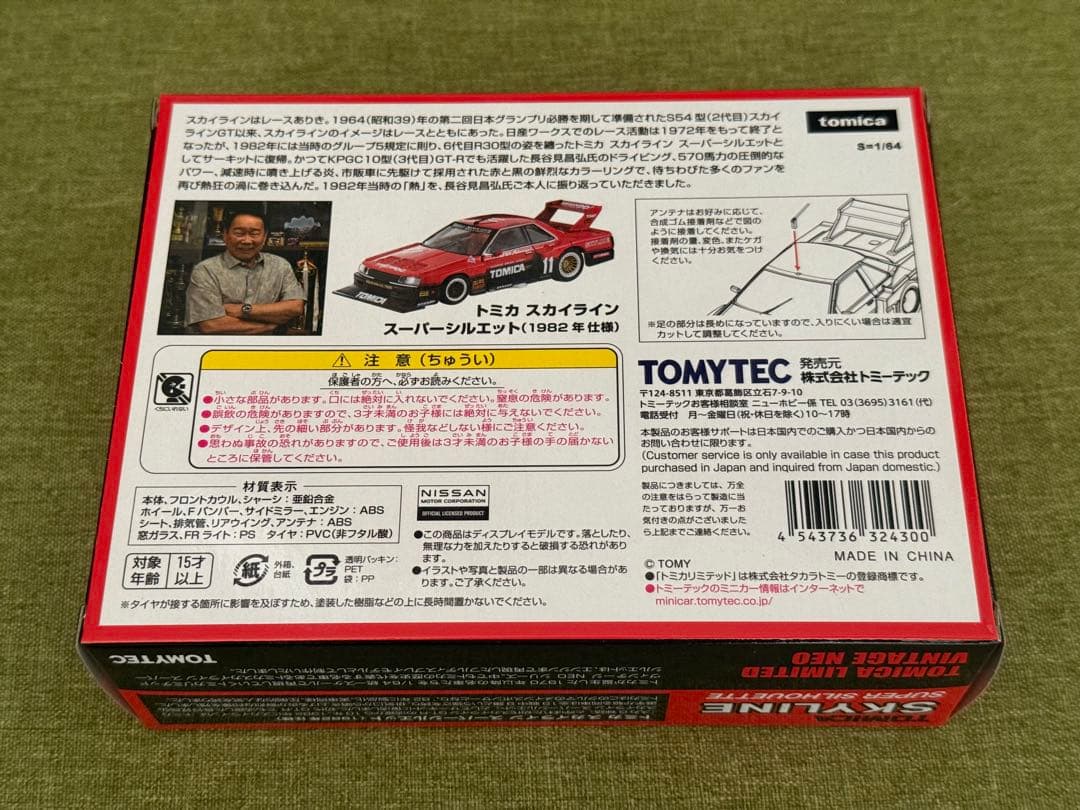 スカイラインはレースありき。1964(昭和39)年の第二回日本グランプリ必勝を期して準備されたS54型(2代目)スカイ
ラインGT以来、スカイラインのイメージはレースとともにあった。日産ワークスでのレース活動は1972年をもって終了と
なったが、1982年には当時のグループ5規定に則り、6代目R30型の姿を纏ったトミカ スカイライン スーパーシルエットと
してサーキットに復帰。かつてKPGC10型(3代目)GT-Rでも活躍した長谷見昌弘氏のドライビング、570馬力の圧倒的な
パワー、減速時に噴き上げる炎、市販車に先駆けて採用された赤と黒の鮮烈なカラーリングで、待ちわびた多くのファンを
再び熱狂の渦に巻き込んだ。1982年当時の「熱」を、長谷見昌弘氏ご本人に振り返っていただきました。
tomica
S=1/64
TOMICA
TOMICA
11
トミカ スカイライン
スーパーシルエット(1982年仕様)
アンテナはお好みに応じて、
合成ゴム接着剤などで図の
ように接着してください。
接着剤の量、変色、またケガ
や換気には十分お気をつけ
ください。
※足の部分は長めになっていますので、入りにくい場合は適宜
カットして調整してください。
注意(ちゅうい)
保護者の方へ、必ずお読みください。
●小さな部品があります。口には絶対に入れないでください。窒息の危険があります。
●誤飲の危険がありますので、3才未満のお子様には絶対に与えないでください。
●デザイン上、先の細い部分があります。怪我などしない様にご注意ください。
●思わぬ事故の恐れがありますので、ご使用後は3才未満のお子様の手の届かない
ところに保管してください。
くちにいれない
TOMYTEC 発売元 株式会社トミーテック
〒124-8511 東京都葛飾区立石7-9-10
トミーテックお客様相談室 ニューホビー係 TEL 03(3695)3161(代)
電話受付 月〜金曜日(祝・休日を除く)10〜17時
本製品のお客様サポートは日本国内でのご購入かつ日本国内からの
お問い合わせに限ります。
(Customer service is only available in case this product
purchased in Japan and inquired from Japan domestic.)
製品につきましては、万全
の注意をはらって製造に当
たっておりますが、万一お
気付きの点がございました
ら上記までご連絡ください。
4 543736 324300
MADE IN CHINA
材質表示
本体、フロントカウル、シャーシ:亜鉛合金
ホイール、Fバンパー、サイドミラー、エンジン:ABS
シート、排気管、リアウイング、アンテナ:ABS
窓ガラス、FRライト:PS タイヤ:PVC(非フタル酸)
NISSAN
MOTOR CORPORATION
OFFICIAL LICENSED PRODUCT
●この商品はディスプレイモデルです。落としたり、
無理な力を加えたりすると破損する恐れがあり
ます。
●イラストや写真と製品の一部は異なる場合があ
ります。ご了承ください。
対象
年齢
15才
以上
紙
外箱、
台紙
プラ
透明パッキン:
PET
袋:PP
※タイヤが接する箇所に影響を及ぼすため、塗装した樹脂などの上に長時間置かないでください。
© TOMY
●「トミカリミテッド」は株式会社タカラトミーの登録商標です。
●トミーテックのミニカー情報はインターネットで
minicar.tomytec.co.jp/
TOMYTEC
TOMICA LIMITED
VINTAGE NEO
TOMICA
SKYLINE
SUPER SILHOUETTE